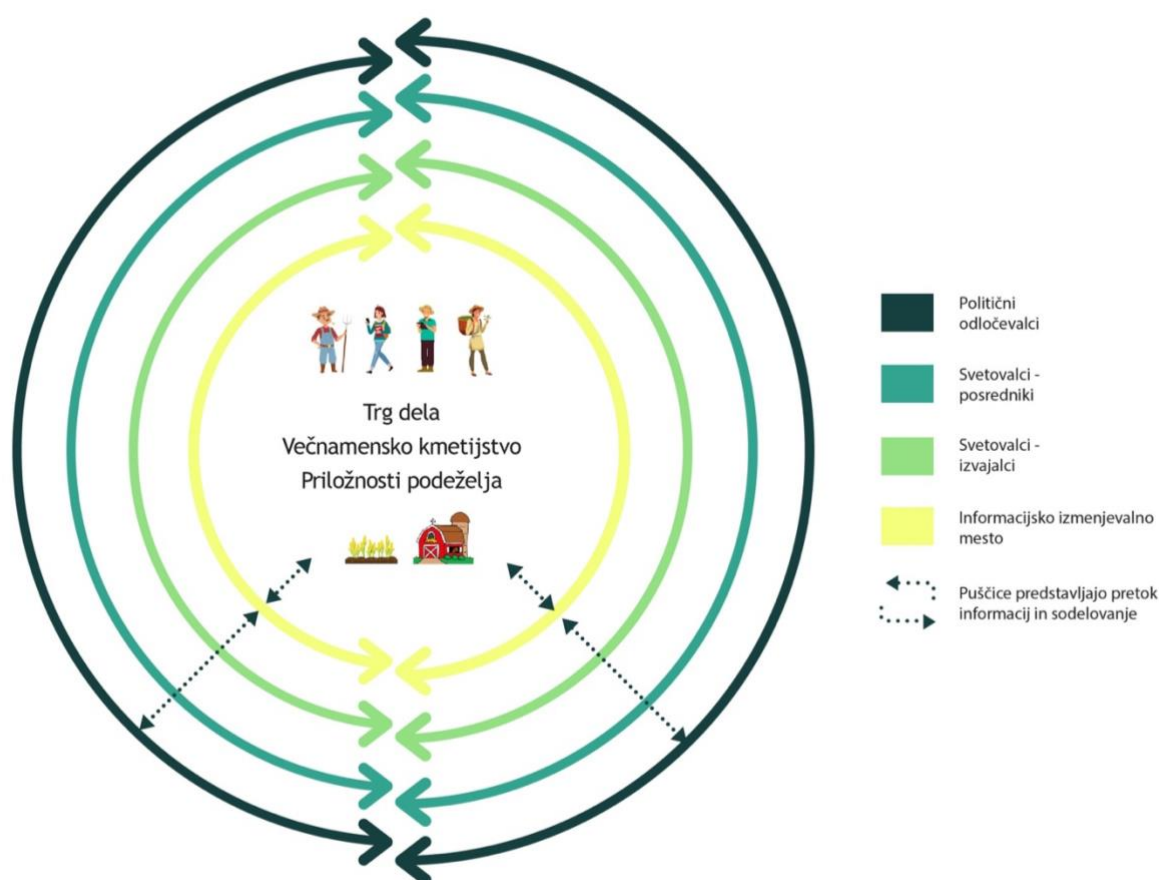 Trg dela
Večnamensko kmetijstvo
Priložnosti podeželja
Politični
odločevalci
Svetovalci -
posredniki
Svetovalci -
izvajalci
Informacijsko izmenjevalno
mesto
Puščice predstavljajo pretok
informacij in sodelovanje